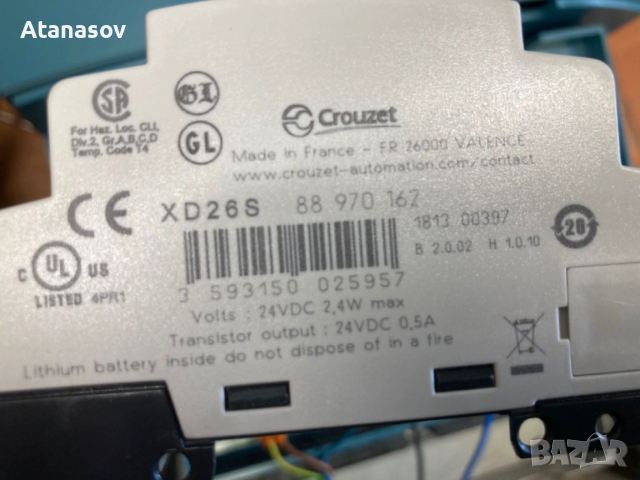 Atanasov
SA
For Haz. Loc. CLI,
Div.2, Gr.A,B,C,D
Temp. Code T4
GL
GL
Crouzet
Made in France - FR 26000 VALENCE
www.crouzet-automation.com/contact
CE
XD26S 88 970 162
1813 00397
B 2.0.02 H 1.0.10
20
C UL US
LISTED 4PR1
3 593150 025957
Volts : 24VDC 2,4W max
Transistor output : 24VDC 0,5A
Lithium battery inside do not dispose of in a fire
BAZAR